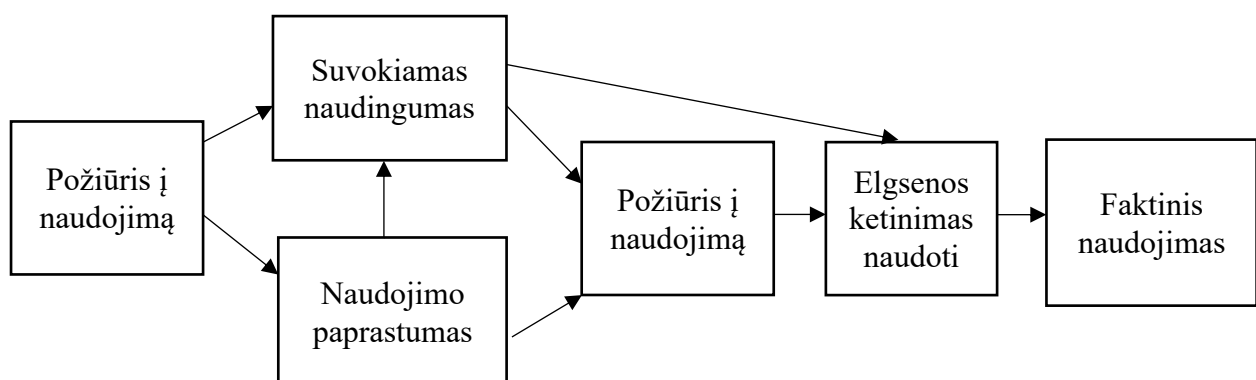 Požiūris į
naudojimą
Suvokiamas
naudingumas
Naudojimo
paprastumas
Požiūris į
naudojimą
Elgsenos
ketinimas
naudoti
Faktinis
naudojimas